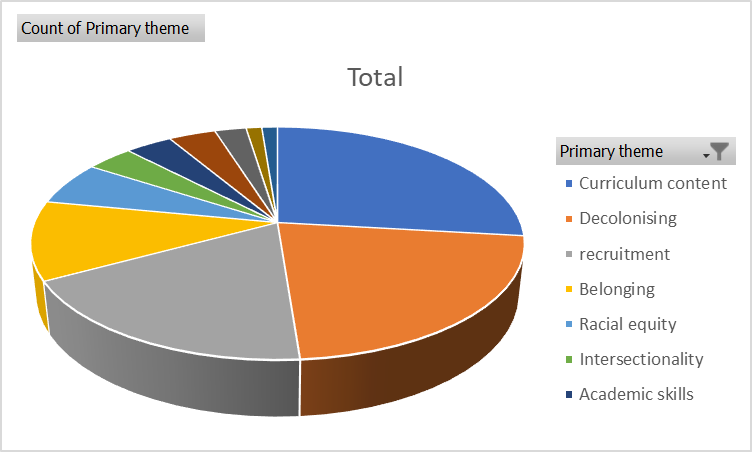 Count of Primary theme
Total
Primary theme
Curriculum content
Decolonising
recruitment
Belonging
Racial equity
Intersectionality
Academic skills